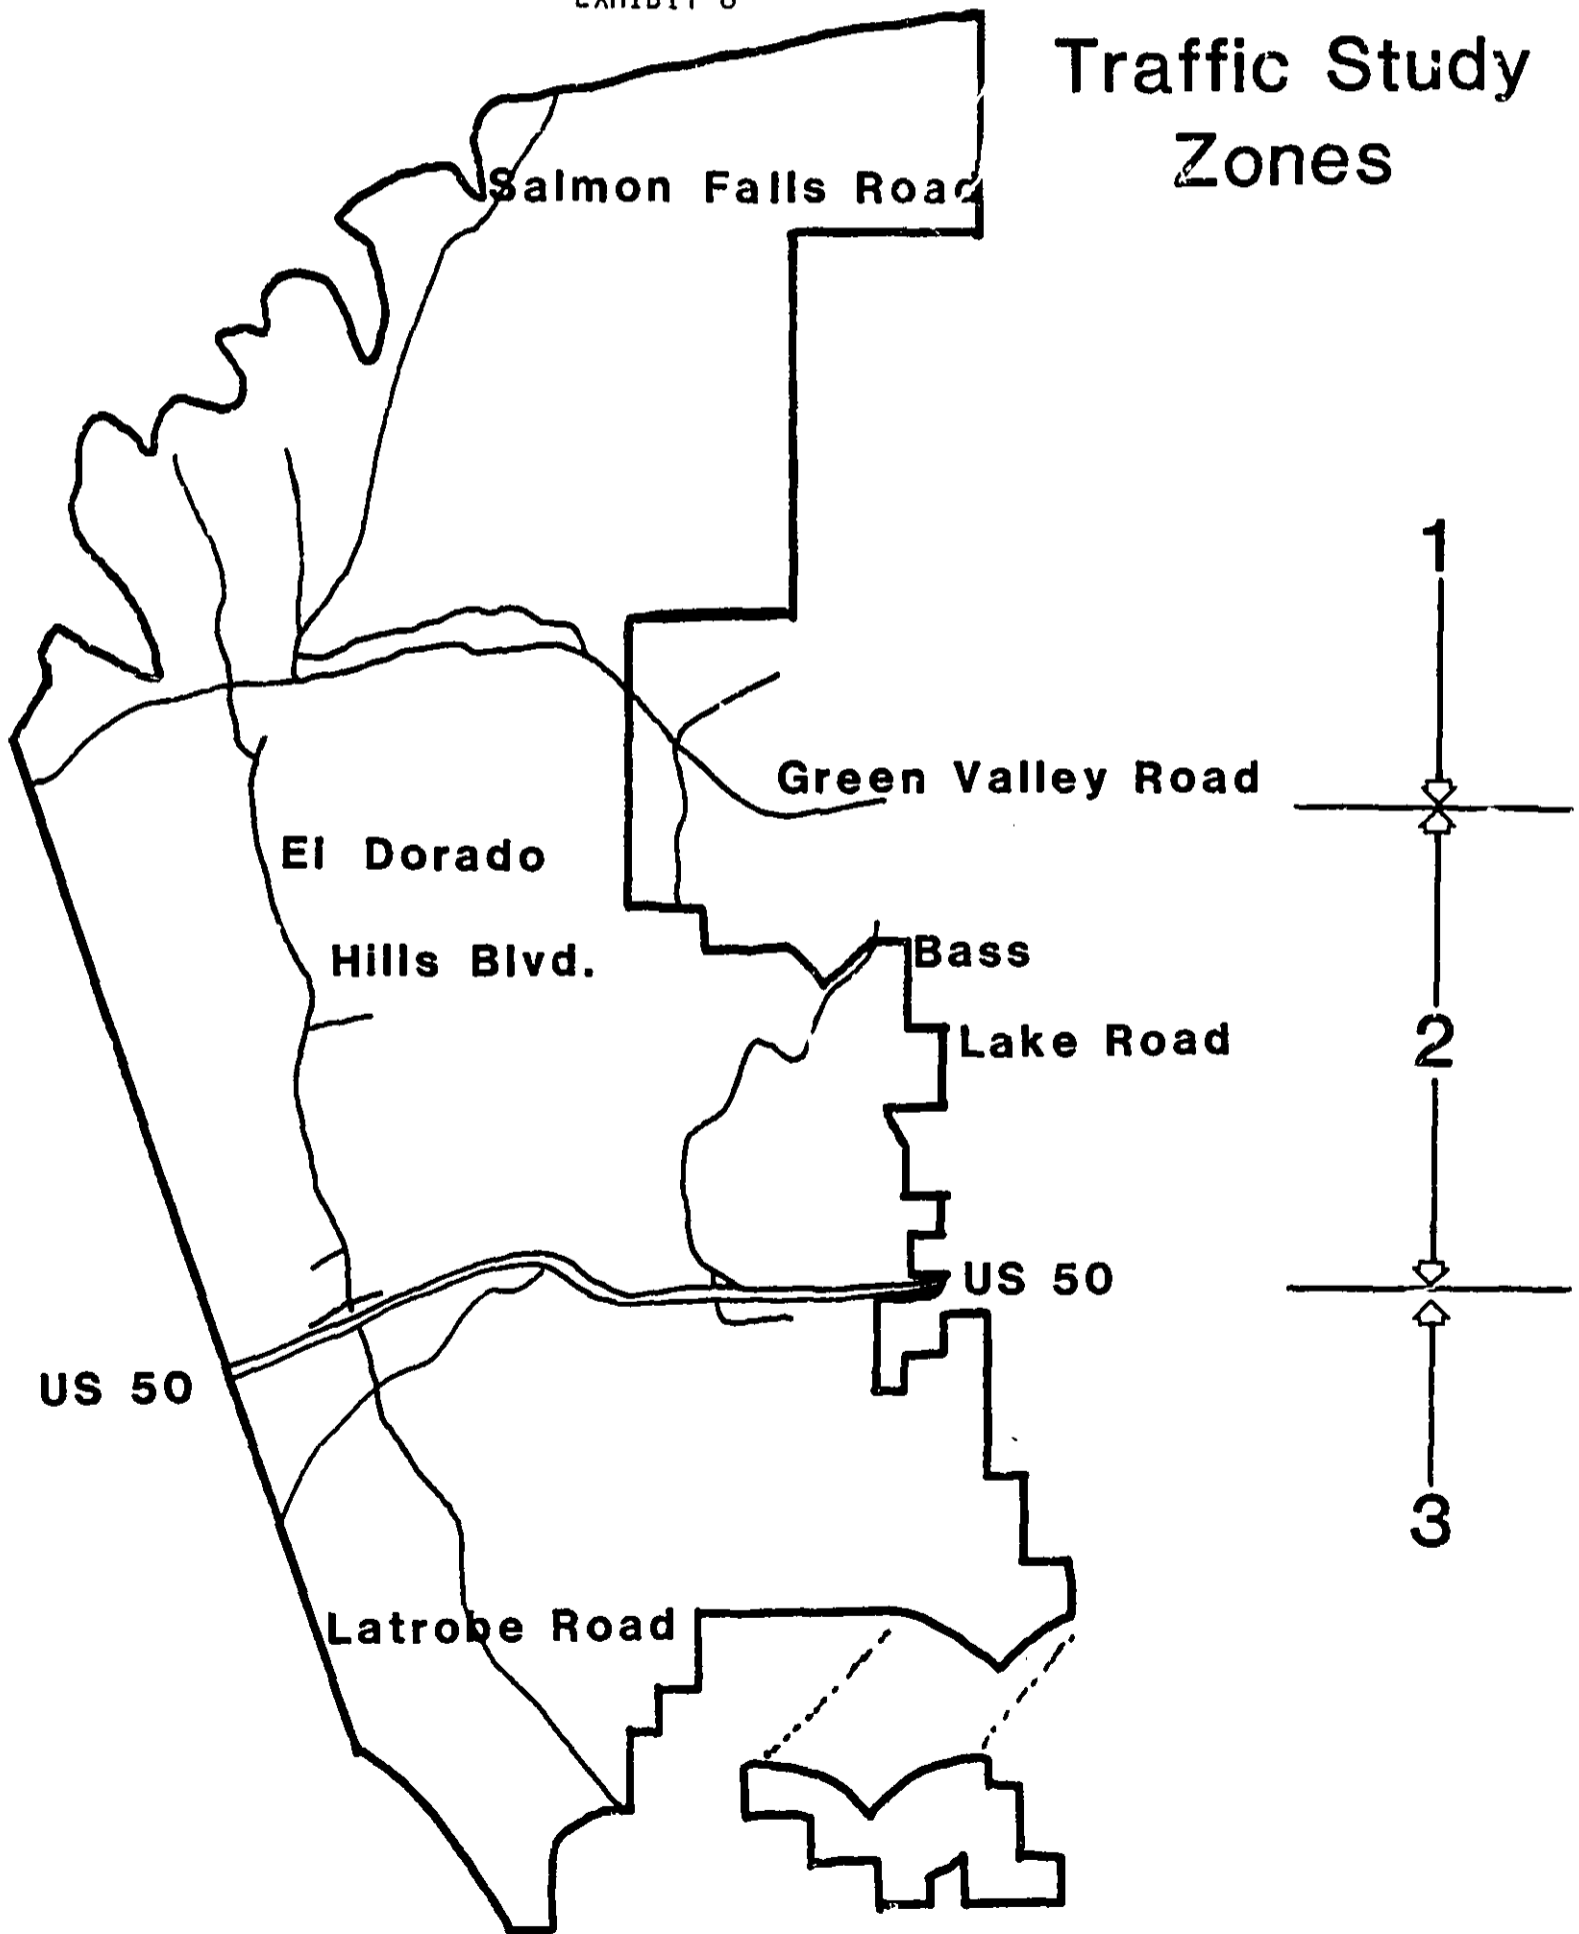 Traffic Study
Zones
Salmon Falls Road
1
Green Valley Road
El Dorado
Hills Blvd.
Bass
Lake Road
2
US 50
US 50
3
Latrobe Road